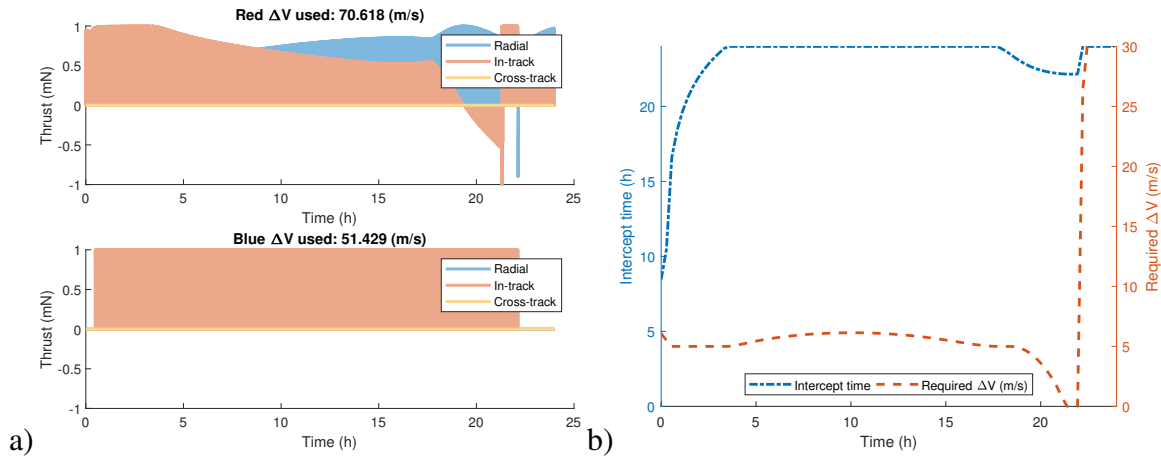 Red ΔV used: 70.618 (m/s)
1
0.5
0
-0.5
-1
Thrust (mN)
Radial
In-track
Cross-track
0 5 10 15 20 25
Time (h)
Blue ΔV used: 51.429 (m/s)
1
0.5
0
-0.5
-1
Thrust (mN)
Radial
In-track
Cross-track
0 5 10 15 20 25
Time (h)
a)
20
15
10
5
0
Intercept time (h)
30
25
20
15
10
5
0
Required Δ V (m/s)
Intercept time
Required ΔV (m/s)
0 5 10 15 20
Time (h)
b)